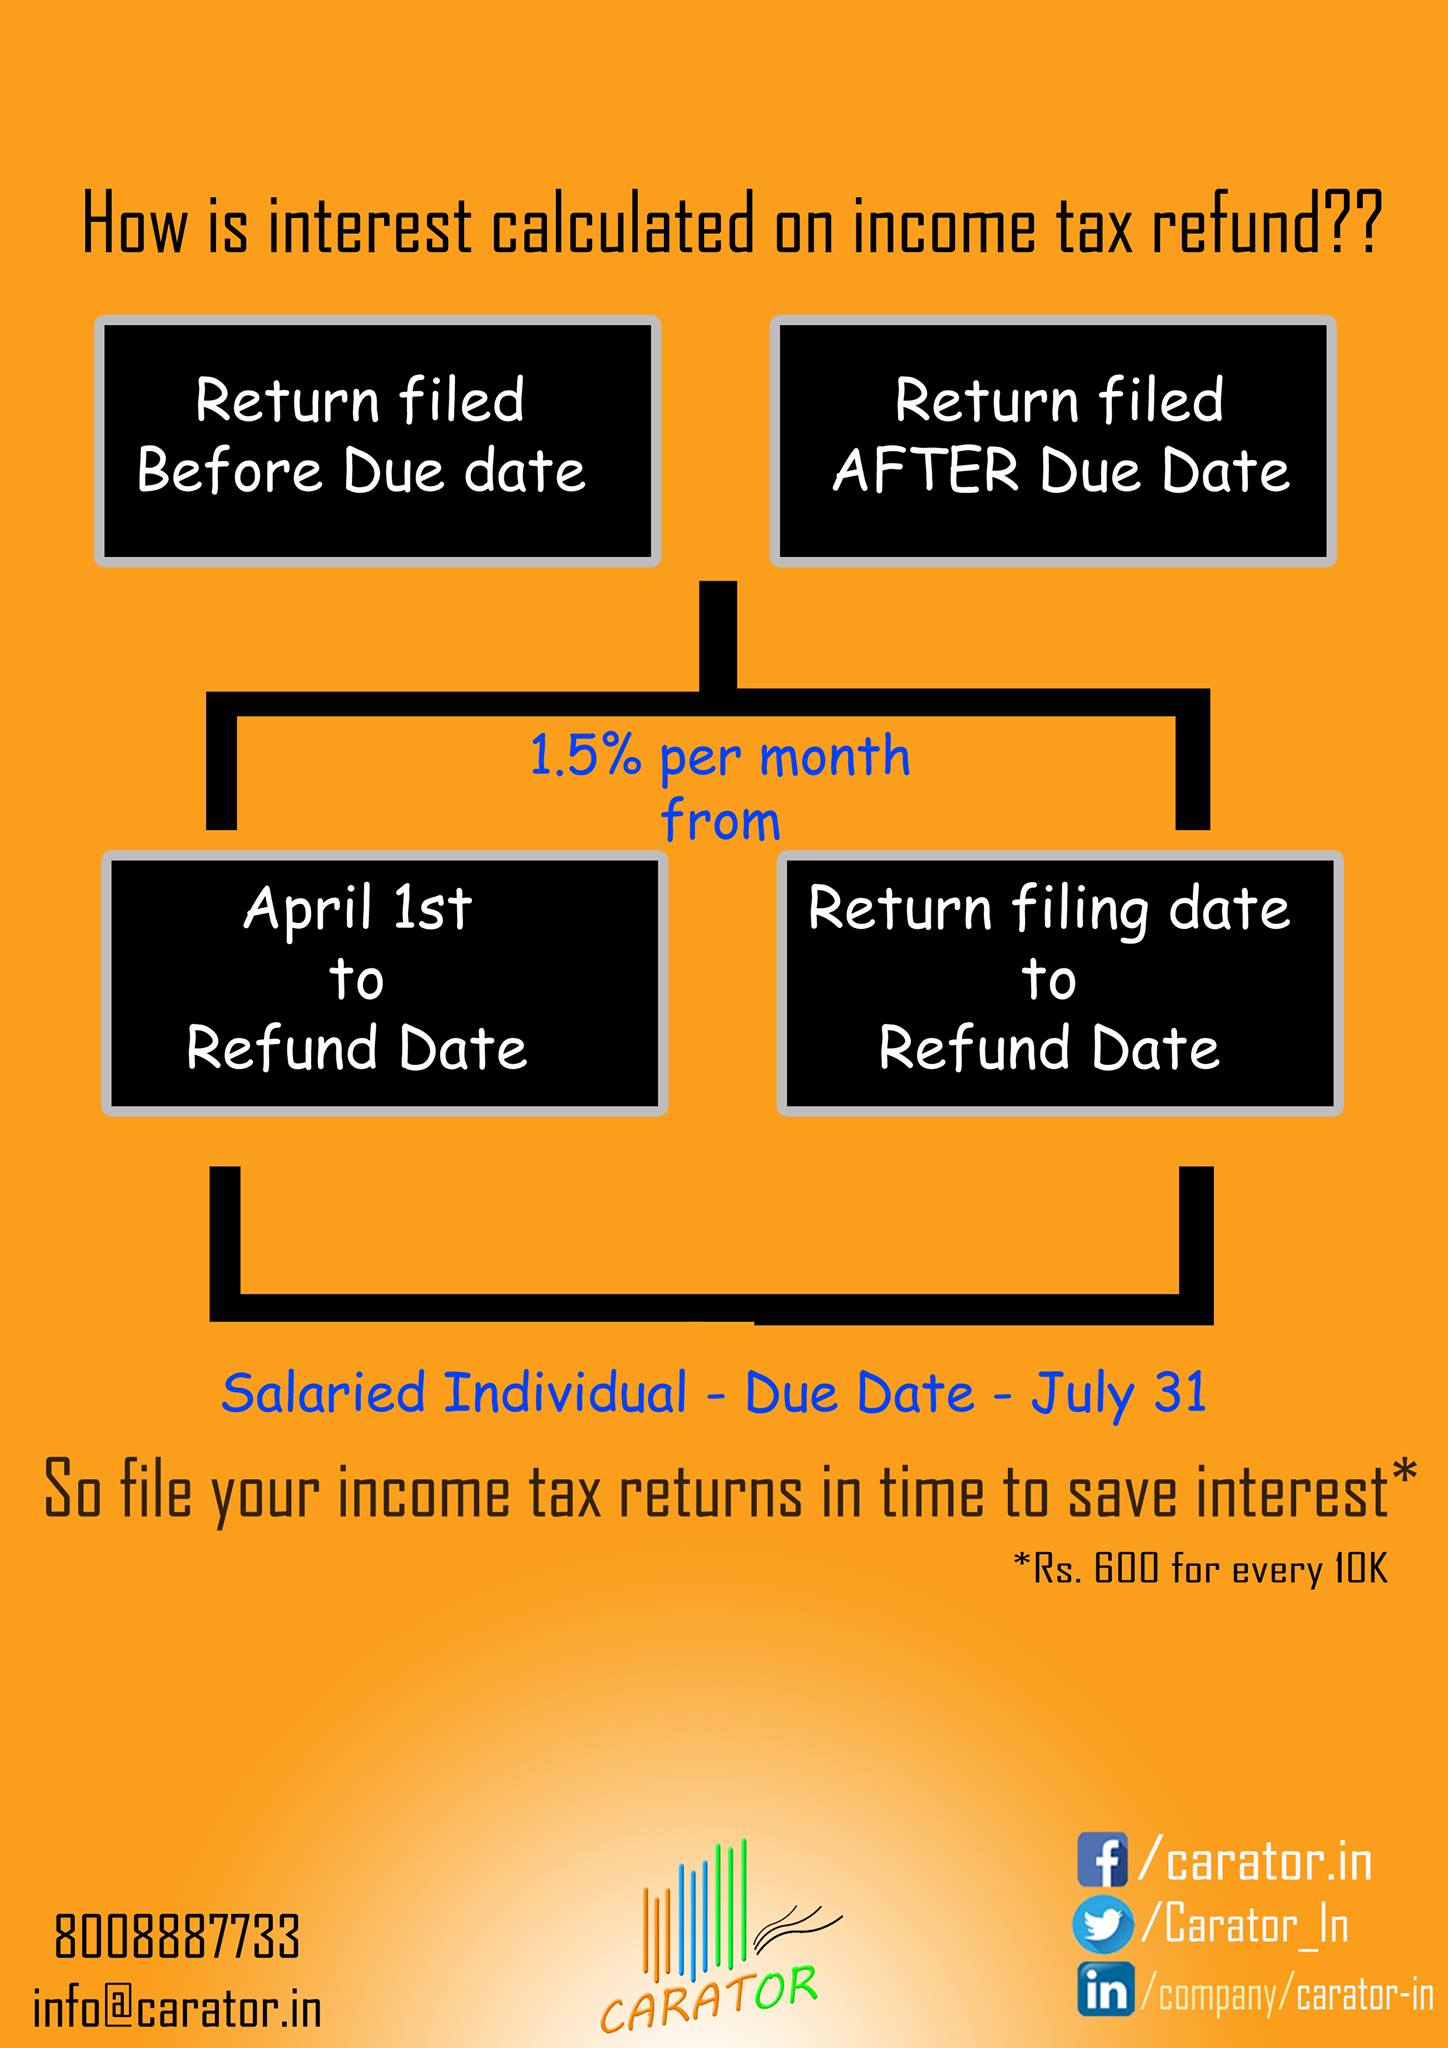 How is interest calculated on income tax refund??
Return filed
Before Due date
Return filed
AFTER Due Date
1.5% per month
from
April 1st
to
Refund Date
Return filing date
to
Refund Date
Salaried Individual - Due Date - July 31
So file your income tax returns in time to save interest*
*Rs. 600 for every 10K
8008887733
info@carator.in
CARATOR
/carator.in
/Carator_In
/company/carator-in